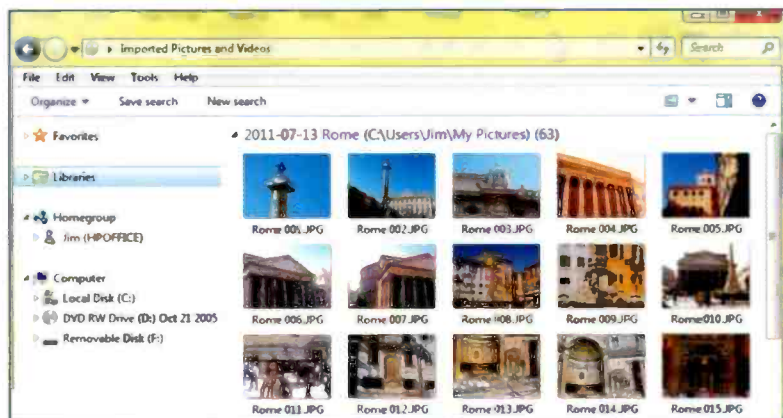 Imported Pictures and Videos
Search
File Edit View Tools Help
Organize Save search New search
Favorites
Libraries
Homegroup
Jim (HPOFFICE)
Computer
Local Disk (C:)
DVD RW Drive (D:) Oct 21 2005
Removable Disk (F:)
2011-07-13 Rome (C:\Users\Jim\My Pictures) (63)
Rome 001.JPG Rome 002.JPG Rome 003.JPG Rome 004.JPG Rome 005.JPG
Rome 006.JPG Rome 007.JPG Rome 008.JPG Rome 009.JPG Rome 010.JPG
Rome 011.JPG Rome 012.JPG Rome 013.JPG Rome 014.JPG Rome 015.JPG